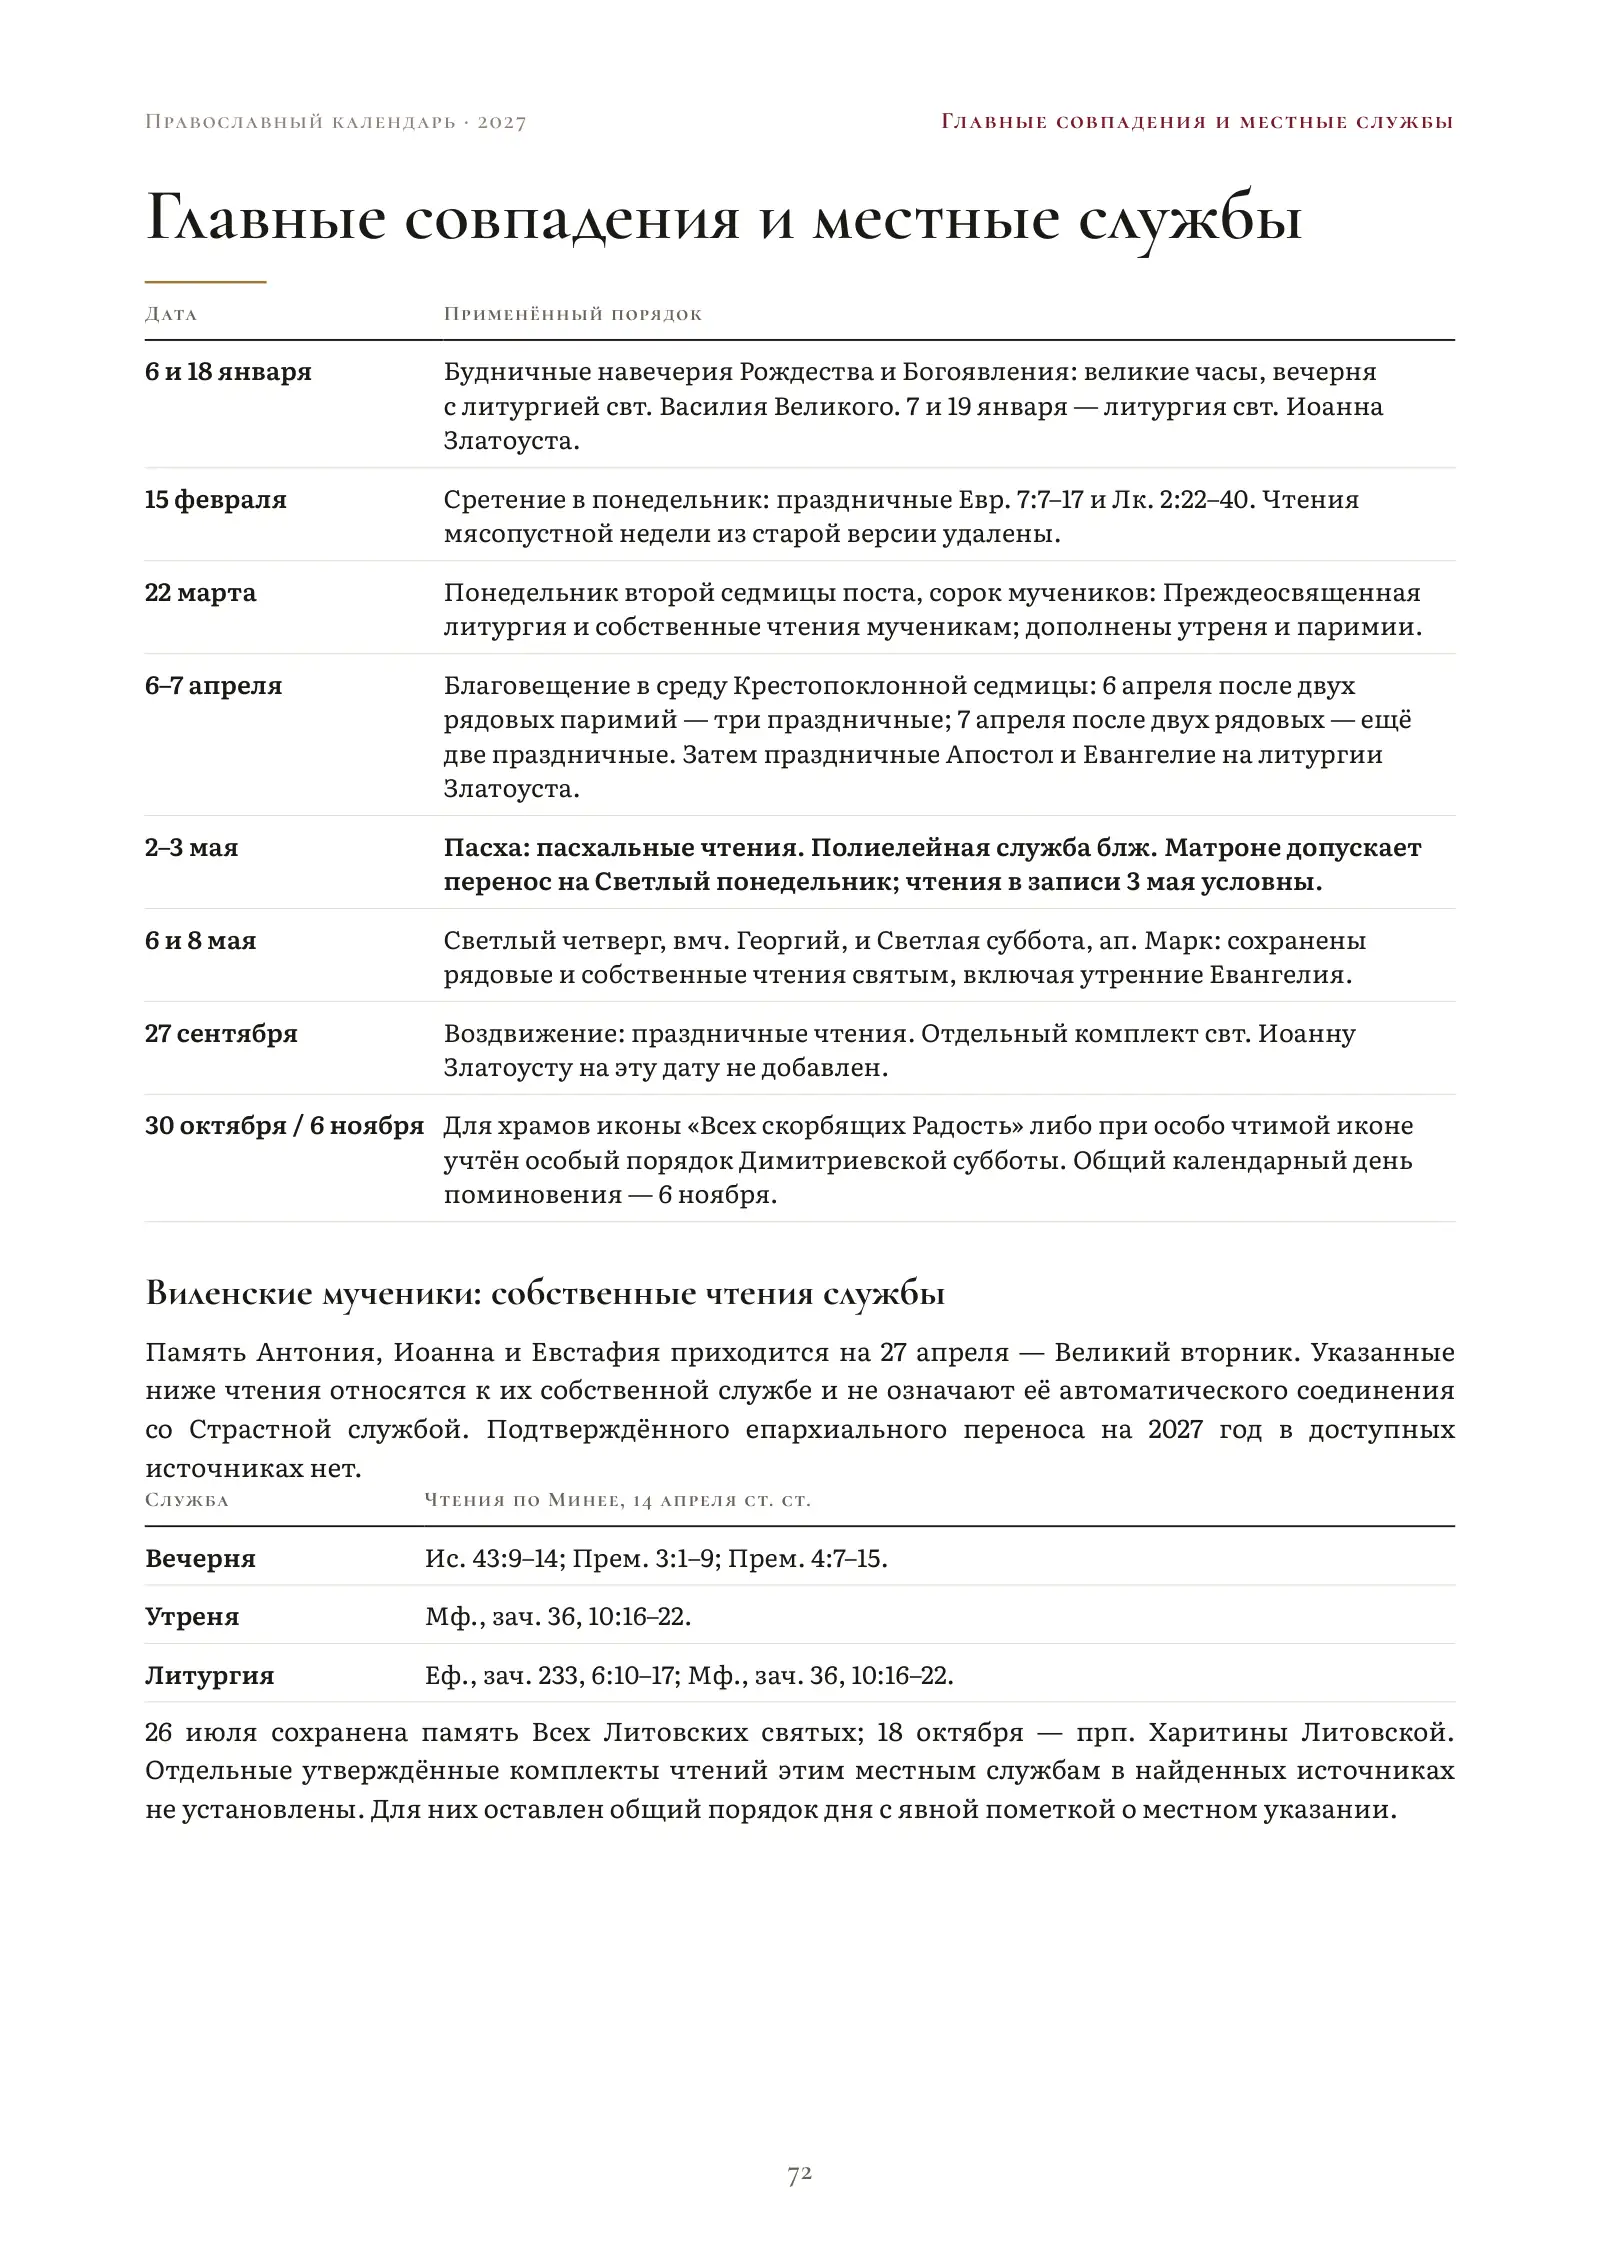 Православный календарь · 2027
Главные совпадения и местные службы
Главные совпадения и местные службы
Дата Применённый порядок
6 и 18 января Будничные навечерия Рождества и Богоявления: великие часы, вечерня
с литургией свт. Василия Великого. 7 и 19 января — литургия свт. Иоанна
Златоуста.
15 февраля Сретение в понедельник: праздничные Евр. 7:7–17 и Лк. 2:22–40. Чтения
мясопустной недели из старой версии удалены.
22 марта Понедельник второй седмицы поста, сорок мучеников: Преждеосвященная
литургия и собственные чтения мученикам; дополнены утреня и паримии.
6–7 апреля Благовещение в среду Крестопоклонной седмицы: 6 апреля после двух
рядовых паримий — три праздничные; 7 апреля после двух рядовых — ещё
две праздничные. Затем праздничные Апостол и Евангелие на литургии
Златоуста.
2–3 мая Пасха: пасхальные чтения. Полиелейная служба блж. Матроне допускает
перенос на Светлый понедельник; чтения в записи 3 мая условны.
6 и 8 мая Светлый четверг, вмч. Георгий, и Светлая суббота, ап. Марк: сохранены
рядовые и собственные чтения святым, включая утренние Евангелия.
27 сентября Воздвижение: праздничные чтения. Отдельный комплект свт. Иоанну
Златоусту на эту дату не добавлен.
30 октября / 6 ноября Для храмов иконы «Всех скорбящих Радость» либо при особо чтимой иконе
учтён особый порядок Димитриевской субботы. Общий календарный день
поминовения — 6 ноября.
Виленские мученики: собственные чтения службы
Память Антония, Иоанна и Евстафия приходится на 27 апреля — Великий вторник. Указанные
ниже чтения относятся к их собственной службе и не означают её автоматического соединения
со Страстной службой. Подтверждённого епархиального переноса на 2027 год в доступных
источниках нет.
Служба Чтения по Минее, 14 апреля ст. ст.
Вечерня Ис. 43:9–14; Прем. 3:1–9; Прем. 4:7–15.
Утреня Мф., зач. 36, 10:16–22.
Литургия Еф., зач. 233, 6:10–17; Мф., зач. 36, 10:16–22.
26 июля сохранена память Всех Литовских святых; 18 октября — прп. Харитины Литовской.
Отдельные утверждённые комплекты чтений этим местным службам в найденных источниках
не установлены. Для них оставлен общий порядок дня с явной пометкой о местном указании.
72